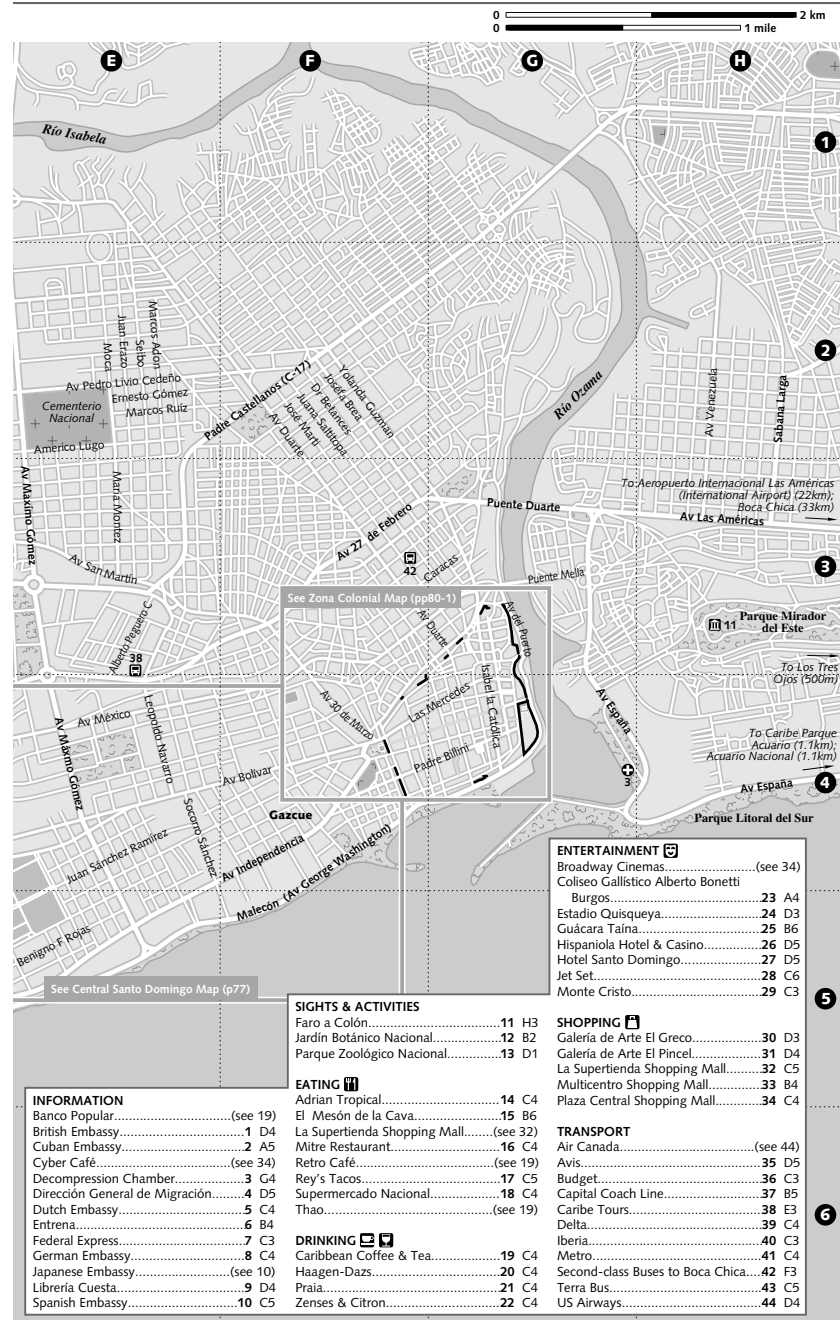 0 2 km
0 1 mile
E F G H
Río Isabela
1
Marcos Adon
Seibo
Juan Erazo
Moca
2
Av Pedro Livio Cedeño
Ernesto Gómez
Marcos Ruiz
Cementerio
Nacional
Américo Lugo
Padre Castellanos (C-17)
Yolanda Guzman
Josefa Brea
Dr Betances
Juana Saltitopa
José Martí
Av Duarte
Río Ozama
Av Venezuela
Sabana Larga
María Montez
Av Maxímo Gómez
To Aeropuerto Internacional Las Américas
(International Airport) (22km);
Boca Chica (33km)
Puente Duarte
Av Las Américas
Av 27 de Febrero
42
Caracas
Av San Martín
Puente Mella
3
See Zona Colonial Map (pp80-1)
Alberto Peguero C
Av Duarte
Av del Puerto
11 Parque Mirador
del Este
38
To Los Tres
Ojos (500m)
Isabel la Católica
Las Mercedes
Av 30 de Marzo
Av España
Av México
Leopoldo Navarro
Av Máxmo Gómez
Padre Billini
Av Bolívar
To Caribe Parque
Acuario (1.1km);
Acuario Nacional (1.1km)
3
Av España
4
Parque Litoral del Sur
Gazcue
Socorro Sánchez
Juan Sánchez Ramírez
Av Independencia
Malecón (Av George Washington)
Benigno F Rojas
See Central Santo Domingo Map (p77)
5
6
INFORMATION
Banco Popular...(see 19)
British Embassy...1 D4
Cuban Embassy...2 A5
Cyber Café...(see 34)
Decompression Chamber...3 G4
Dirección General de Migración...4 D5
Dutch Embassy...5 C4
Entrena...6 B4
Federal Express...7 C3
German Embassy...8 C4
Japanese Embassy...(see 10)
Librería Cuesta...9 D4
Spanish Embassy...10 C5
SIGHTS & ACTIVITIES
Faro a Colón...11 H3
Jardín Botánico Nacional...12 B2
Parque Zoológico Nacional...13 D1
EATING
Adrian Tropical...14 C4
El Mesón de la Cava...15 B6
La Supertienda Shopping Mall...(see 32)
Mitre Restaurant...16 C4
Retro Café...(see 19)
Rey's Tacos...17 C5
Supermercado Nacional...18 C4
Thao...(see 19)
DRINKING
Caribbean Coffee & Tea...19 C4
Haagen-Dazs...20 C4
Praia...21 C4
Zenses & Citron...22 C4
ENTERTAINMENT
Broadway Cinemas...(see 34)
Coliseo Gallístico Alberto Bonetti
Burgos...23 A4
Estadio Quisqueya...24 D3
Guácara Taína...25 B6
Hispaniola Hotel & Casino...26 D5
Hotel Santo Domingo...27 D5
Jet Set...28 C6
Monte Cristo...29 C3
SHOPPING
Galería de Arte El Greco...30 D3
Galería de Arte El Pincel...31 D4
La Supertienda Shopping Mall...32 C5
Multicentro Shopping Mall...33 B4
Plaza Central Shopping Mall...34 C4
TRANSPORT
Air Canada...(see 44)
Avis...35 D5
Budget...36 C3
Capital Coach Line...37 B5
Caribe Tours...38 E3
Delta...39 C4
Iberia...40 C3
Metro...41 C4
Second-class Buses to Boca Chica...42 F3
Terra Bus...43 C5
US Airways...44 D4